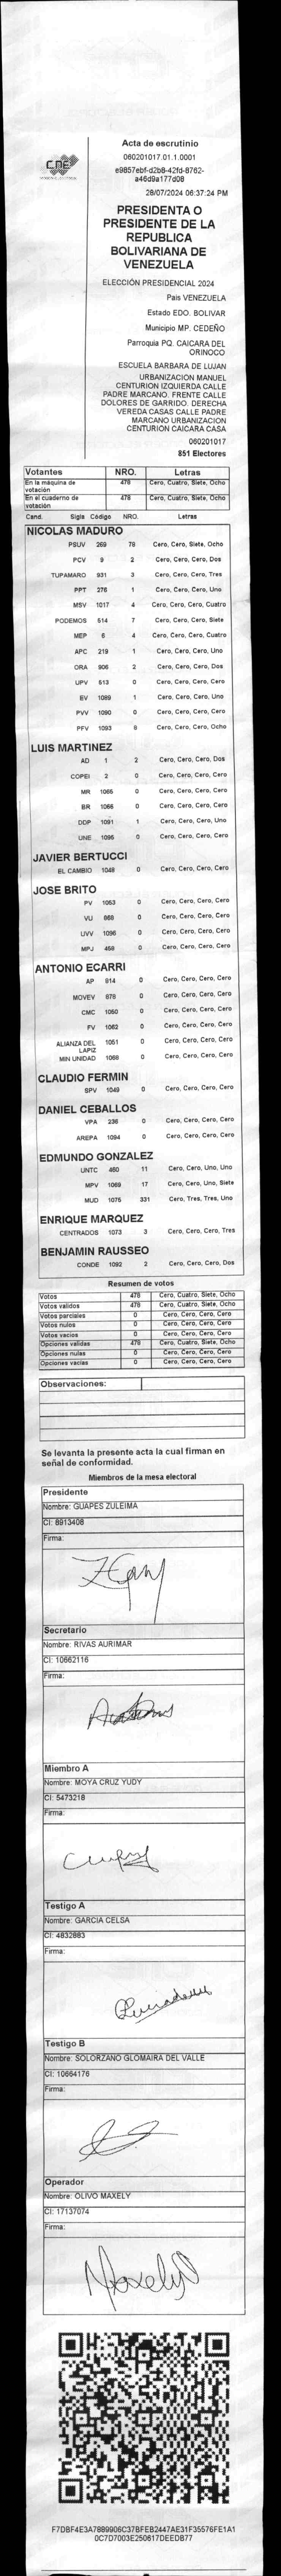 CNE
Acta de escrutinio
060201017.01.1.0001
e9857ebf-d2b8-42fd-8762-
a46d9a177d08
28/07/2024 06:37:24 PM
PRESIDENTA O
PRESIDENTE DE LA
REPUBLICA
BOLIVARIANA DE
VENEZUELA
ELECCIÓN PRESIDENCIAL 2024
Pais VENEZUELA
Estado EDO. BOLIVAR
Municipio MP. CEDEÑO
Parroquia PQ. CAICARA DEL
ORINOCO
ESCUELA BARBARA DE LUJAN
URBANIZACION MANUEL
CENTURION IZQUIERDA CALLE
PADRE MARCANO. FRENTE CALLE
DOLORES DE GARRIDO. DERECHA
VEREDA CASAS CALLE PADRE
MARCANO URBANIZACION
CENTURION CAICARA CASA
060201017
851 Electores
Votantes NRO. Letras
En la máquina de votación 478 Cero, Cuatro, Siete, Ocho
En el cuaderno de votación 478 Cero, Cuatro, Siete, Ocho
Cand. Sigla Código NRO. Letras
NICOLAS MADURO
PSUV 269 78 Cero, Cero, Siete, Ocho
PCV 9 2 Cero, Cero, Cero, Dos
TUPAMARO 931 3 Cero, Cero, Cero, Tres
PPT 276 1 Cero, Cero, Cero, Uno
MSV 1017 4 Cero, Cero, Cero, Cuatro
PODEMOS 514 7 Cero, Cero, Cero, Siete
MEP 6 4 Cero, Cero, Cero, Cuatro
APC 219 1 Cero, Cero, Cero, Uno
ORA 906 2 Cero, Cero, Cero, Dos
UPV 513 0 Cero, Cero, Cero, Cero
EV 1089 1 Cero, Cero, Cero, Uno
PVV 1090 0 Cero, Cero, Cero, Cero
PFV 1093 8 Cero, Cero, Cero, Ocho
LUIS MARTINEZ
AD 1 2 Cero, Cero, Cero, Dos
COPEI 2 0 Cero, Cero, Cero, Cero
MR 1065 0 Cero, Cero, Cero, Cero
BR 1066 0 Cero, Cero, Cero, Cero
DDP 1091 1 Cero, Cero, Cero, Uno
UNE 1095 0 Cero, Cero, Cero, Cero
JAVIER BERTUCCI
EL CAMBIO 1048 0 Cero, Cero, Cero, Cero
JOSE BRITO
PV 1053 0 Cero, Cero, Cero, Cero
VU 868 0 Cero, Cero, Cero, Cero
UVV 1096 0 Cero, Cero, Cero, Cero
MPJ 458 0 Cero, Cero, Cero, Cero
ANTONIO ECARRI
AP 814 0 Cero, Cero, Cero, Cero
MOVEV 878 0 Cero, Cero, Cero, Cero
CMC 1050 0 Cero, Cero, Cero, Cero
FV 1062 0 Cero, Cero, Cero, Cero
ALIANZA DEL LAPIZ 1051 0 Cero, Cero, Cero, Cero
MIN UNIDAD 1068 0 Cero, Cero, Cero, Cero
CLAUDIO FERMIN
SPV 1049 0 Cero, Cero, Cero, Cero
DANIEL CEBALLOS
VPA 236 0 Cero, Cero, Cero, Cero
AREPA 1094 0 Cero, Cero, Cero, Cero
EDMUNDO GONZALEZ
UNTC 460 11 Cero, Cero, Uno, Uno
MPV 1069 17 Cero, Cero, Uno, Siete
MUD 1075 331 Cero, Tres, Tres, Uno
ENRIQUE MARQUEZ
CENTRADOS 1073 3 Cero, Cero, Cero, Tres
BENJAMIN RAUSSEO
CONDE 1092 2 Cero, Cero, Cero, Dos
Resumen de votos
Votos 478 Cero, Cuatro, Siete, Ocho
Votos validos 478 Cero, Cuatro, Siete, Ocho
Votos parciales 0 Cero, Cero, Cero, Cero
Votos nulos 0 Cero, Cero, Cero, Cero
Votos vacios 0 Cero, Cero, Cero, Cero
Opciones validas 478 Cero, Cuatro, Siete, Ocho
Opciones nulas 0 Cero, Cero, Cero, Cero
Opciones vacias 0 Cero, Cero, Cero, Cero
Observaciones:
Se levanta la presente acta la cual firman en
señal de conformidad.
Miembros de la mesa electoral
Presidente
Nombre: GUAPES ZULEIMA
CI: 8913408
Firma:
Secretario
Nombre: RIVAS AURIMAR
CI: 10662116
Firma:
Miembro A
Nombre: MOYA CRUZ YUDY
CI: 5473218
Firma:
Testigo A
Nombre: GARCIA CELSA
CI: 4832883
Firma:
Testigo B
Nombre: SOLORZANO GLOMAIRA DEL VALLE
CI: 10664176
Firma:
Operador
Nombre: OLIVO MAXELY
CI: 17137074
Firma:
Maxely
F7DBF4E3A7889906C37BFEB2447AE31F35576FE1A1
0C7D7003E250617DEEDB77